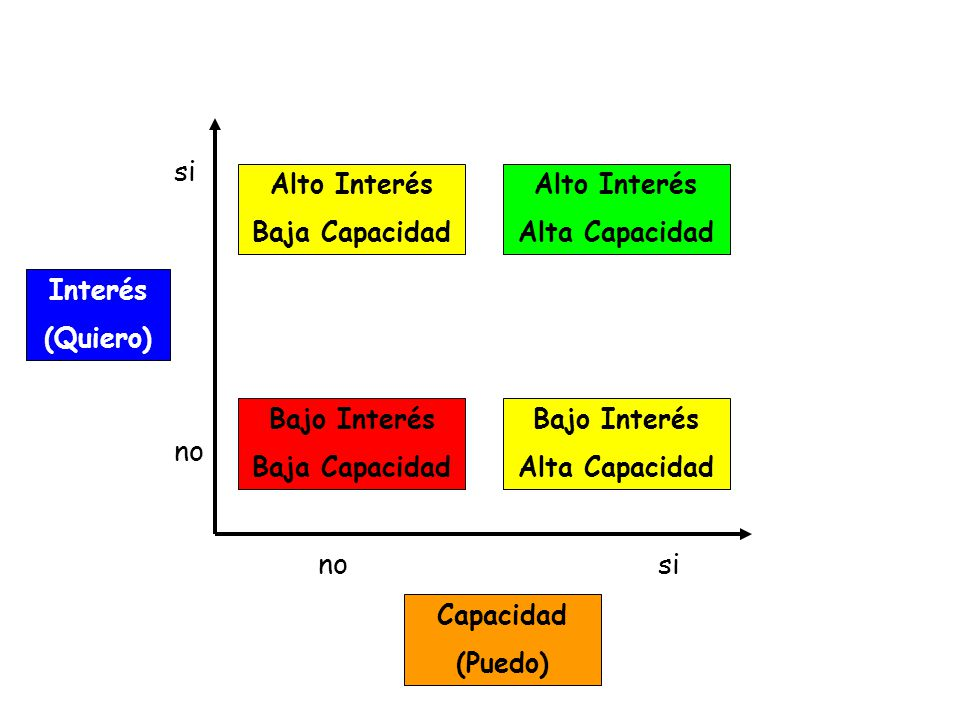 si
Alto Interés
Baja Capacidad
Alto Interés
Alta Capacidad
Interés
(Quiero)
Bajo Interés
Baja Capacidad
Bajo Interés
Alta Capacidad
no
no
si
Capacidad
(Puedo)